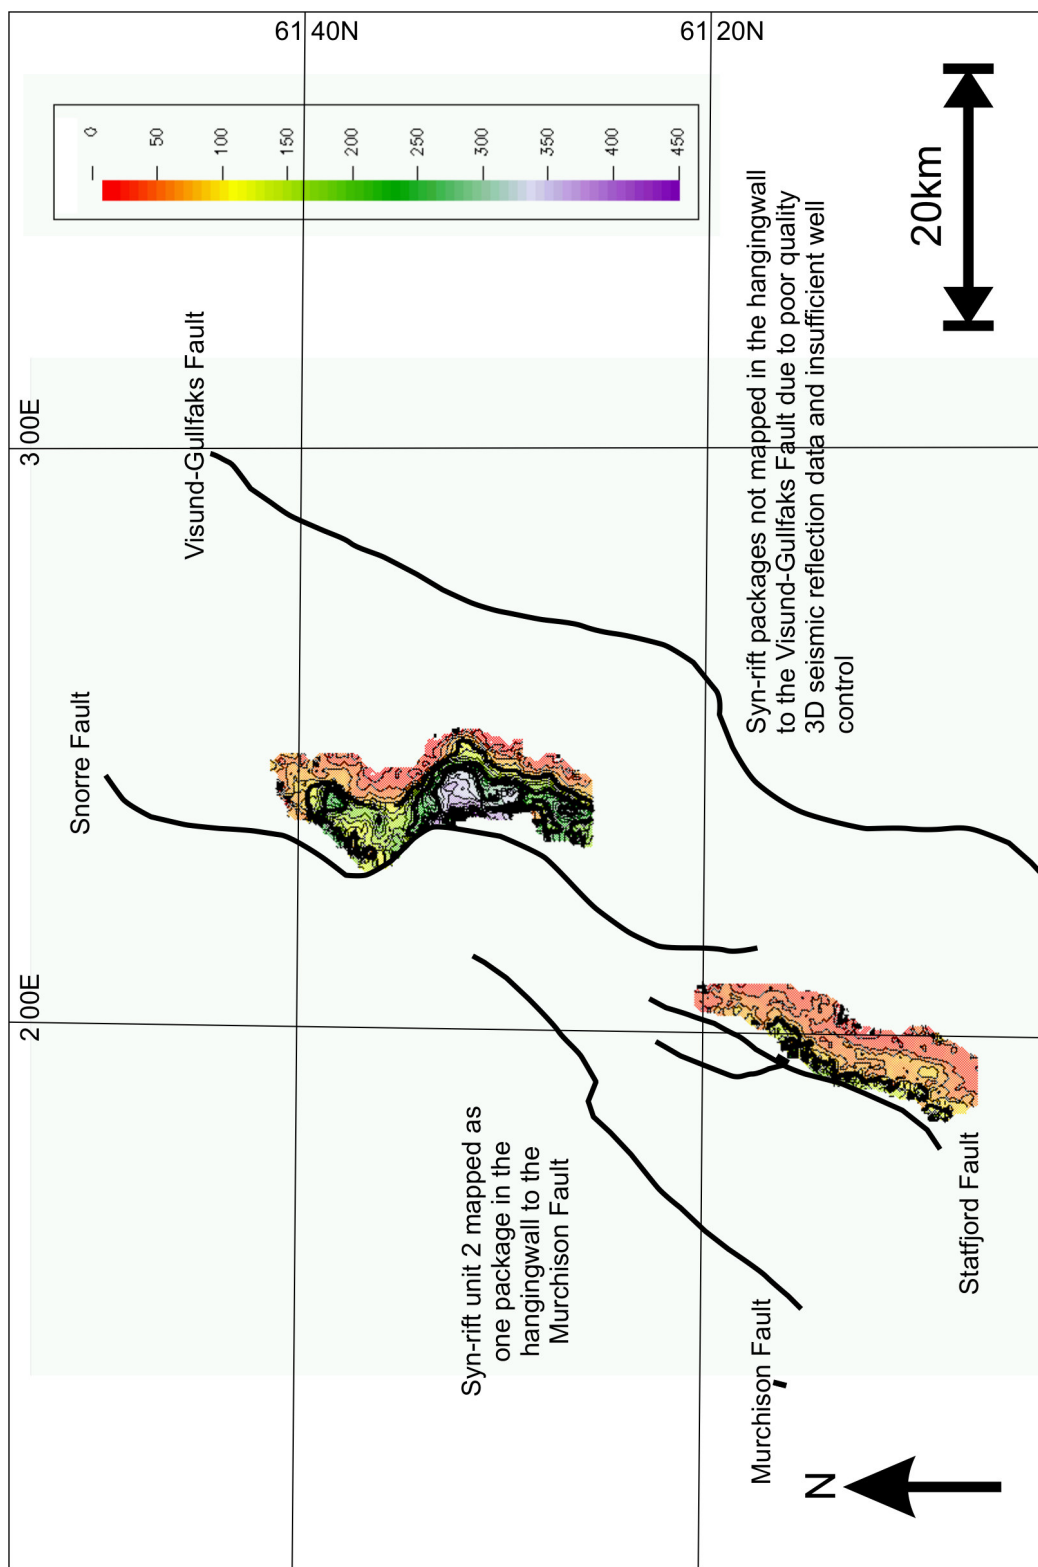 61 40N
61 20N
0
50
100
150
200
250
300
350
400
450
20km
3 00E
2 00E
Visund-Gullfaks Fault
Snorre Fault
Syn-rift packages not mapped in the hangingwall
to the Visund-Gullfaks Fault due to poor quality
3D seismic reflection data and insufficient well
control
Syn-rift unit 2 mapped as
one package in the
hangingwall to the
Murchison Fault
Statfjord Fault
Murchison Fault
N